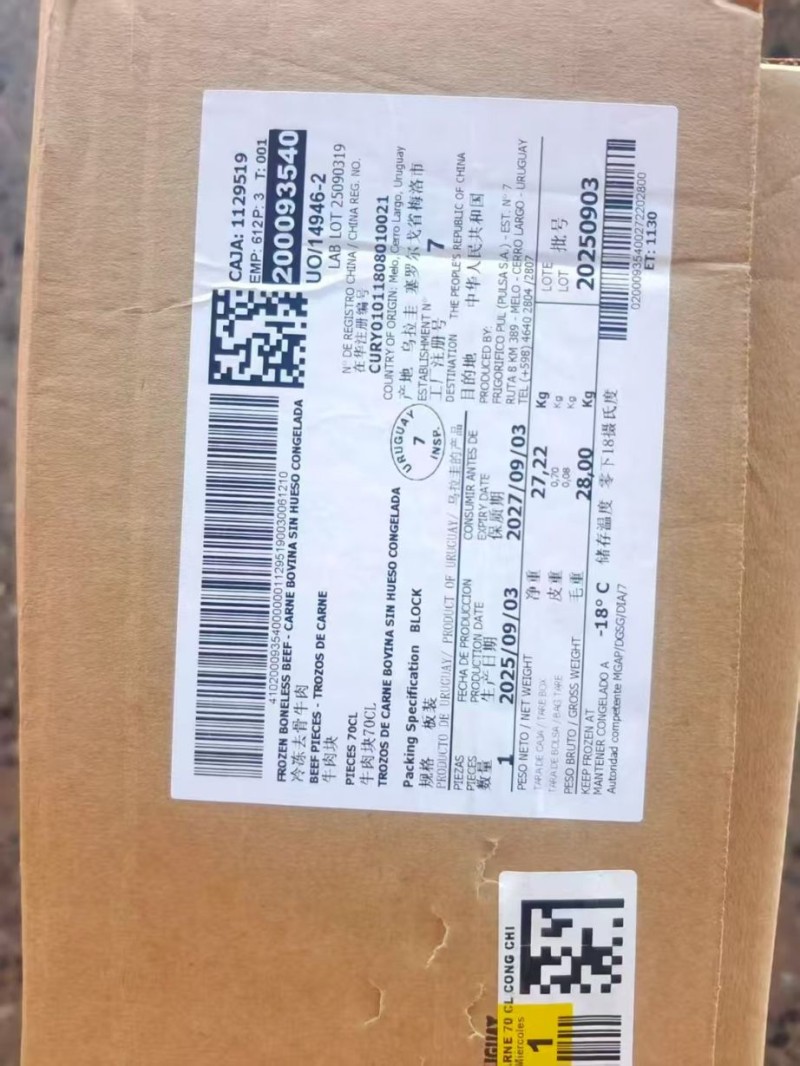 41020009354000000011295190030061210
CAJA: 1129519
EMP: 612 P: 3 T: 001
200093540
UO/14946-2
LAB LOT 25090319
FROZEN BONELESS BEEF - CARNE BOVINA SIN HUESO CONGELADA
冷冻去骨牛肉
BEEF PIECES - TROZOS DE CARNE
牛肉块
PIECES 70CL
牛肉块70CL
TROZOS DE CARNE BOVINA SIN HUESO CONGELADA
Packing Specification BLOCK
规格 板装
PRODUCTO DE URUGUAY/ PRODUCT OF URUGUAY/ 乌拉圭的产品
URUGUAY
7
INSP.
N° DE REGISTRO CHINA / CHINA REG. NO.
在华注册编号
CURY01011808010021
COUNTRY OF ORIGIN: Melo, Cerro Largo, Uruguay
产地 乌拉圭 塞罗尔戈省梅洛市
ESTABLISHMENT N° 7
工厂注册号
DESTINATION THE PEOPLE'S REPUBLIC OF CHINA
目的地 中华人民共和国
PRODUCED BY:
FRIGORIFICO PUL (PULSA S.A.) - EST: N° 7
RUTA 8 KM 389 - MELO - CERRO LARGO - URUGUAY
TEL (+598) 4640 2804 /2807
PIEZAS
PIECES
数量
1
FECHA DE PRODUCCION
PRODUCTION DATE
生产日期
2025/09/03
CONSUMIR ANTES DE
EXPIRY DATE
保质期
2027/09/03
LOTE
LOT 批号
20250903
PESO NETO / NET WEIGHT 净重 27,22 Kg
TARA DE CAJA / TARE BOX 皮重 0,70 Kg
TARA DE BOLSA / BAG TARE 0,08 Kg
PESO BRUTO / GROSS WEIGHT 毛重 28,00 Kg
KEEP FROZEN AT
MANTENER CONGELADO A -18° C 储存温度 零下18摄氏度
Autoridad competente MGAP/DGSG/DIA/7
0200093540027220280​0
ET: 1130
UGUAY
ARNE 70 CL CONG CHI
Miercoles
1